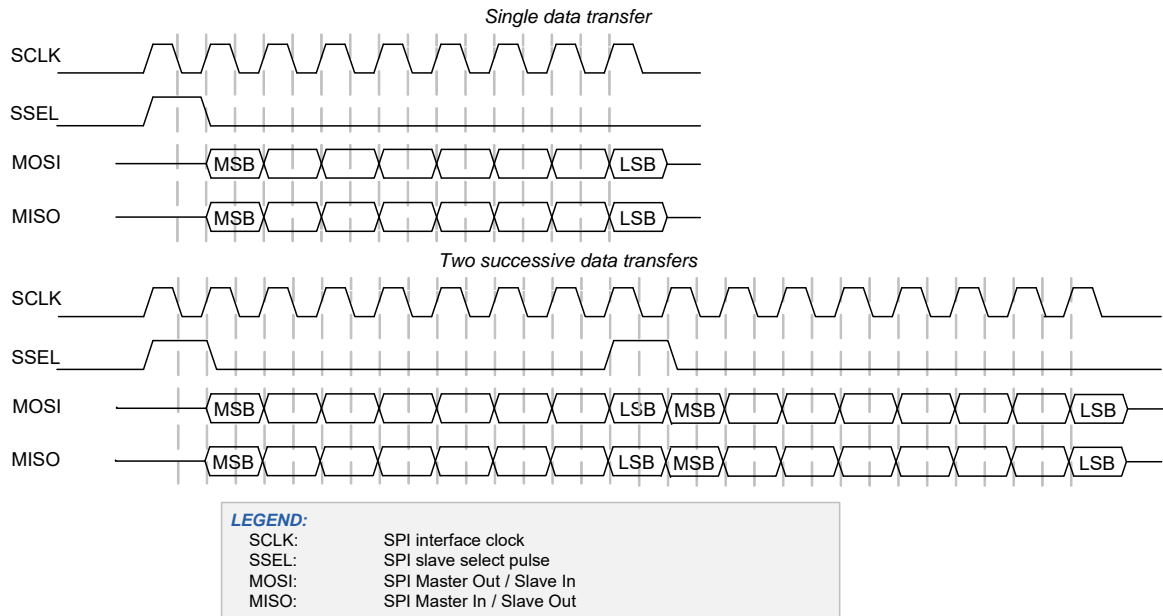 Single data transfer
SCLK
SSEL
MOSI MSB LSB
MISO MSB LSB
Two successive data transfers
SCLK
SSEL
MOSI MSB LSB MSB LSB
MISO MSB LSB MSB LSB
LEGEND:
SCLK: SPI interface clock
SSEL: SPI slave select pulse
MOSI: SPI Master Out / Slave In
MISO: SPI Master In / Slave Out